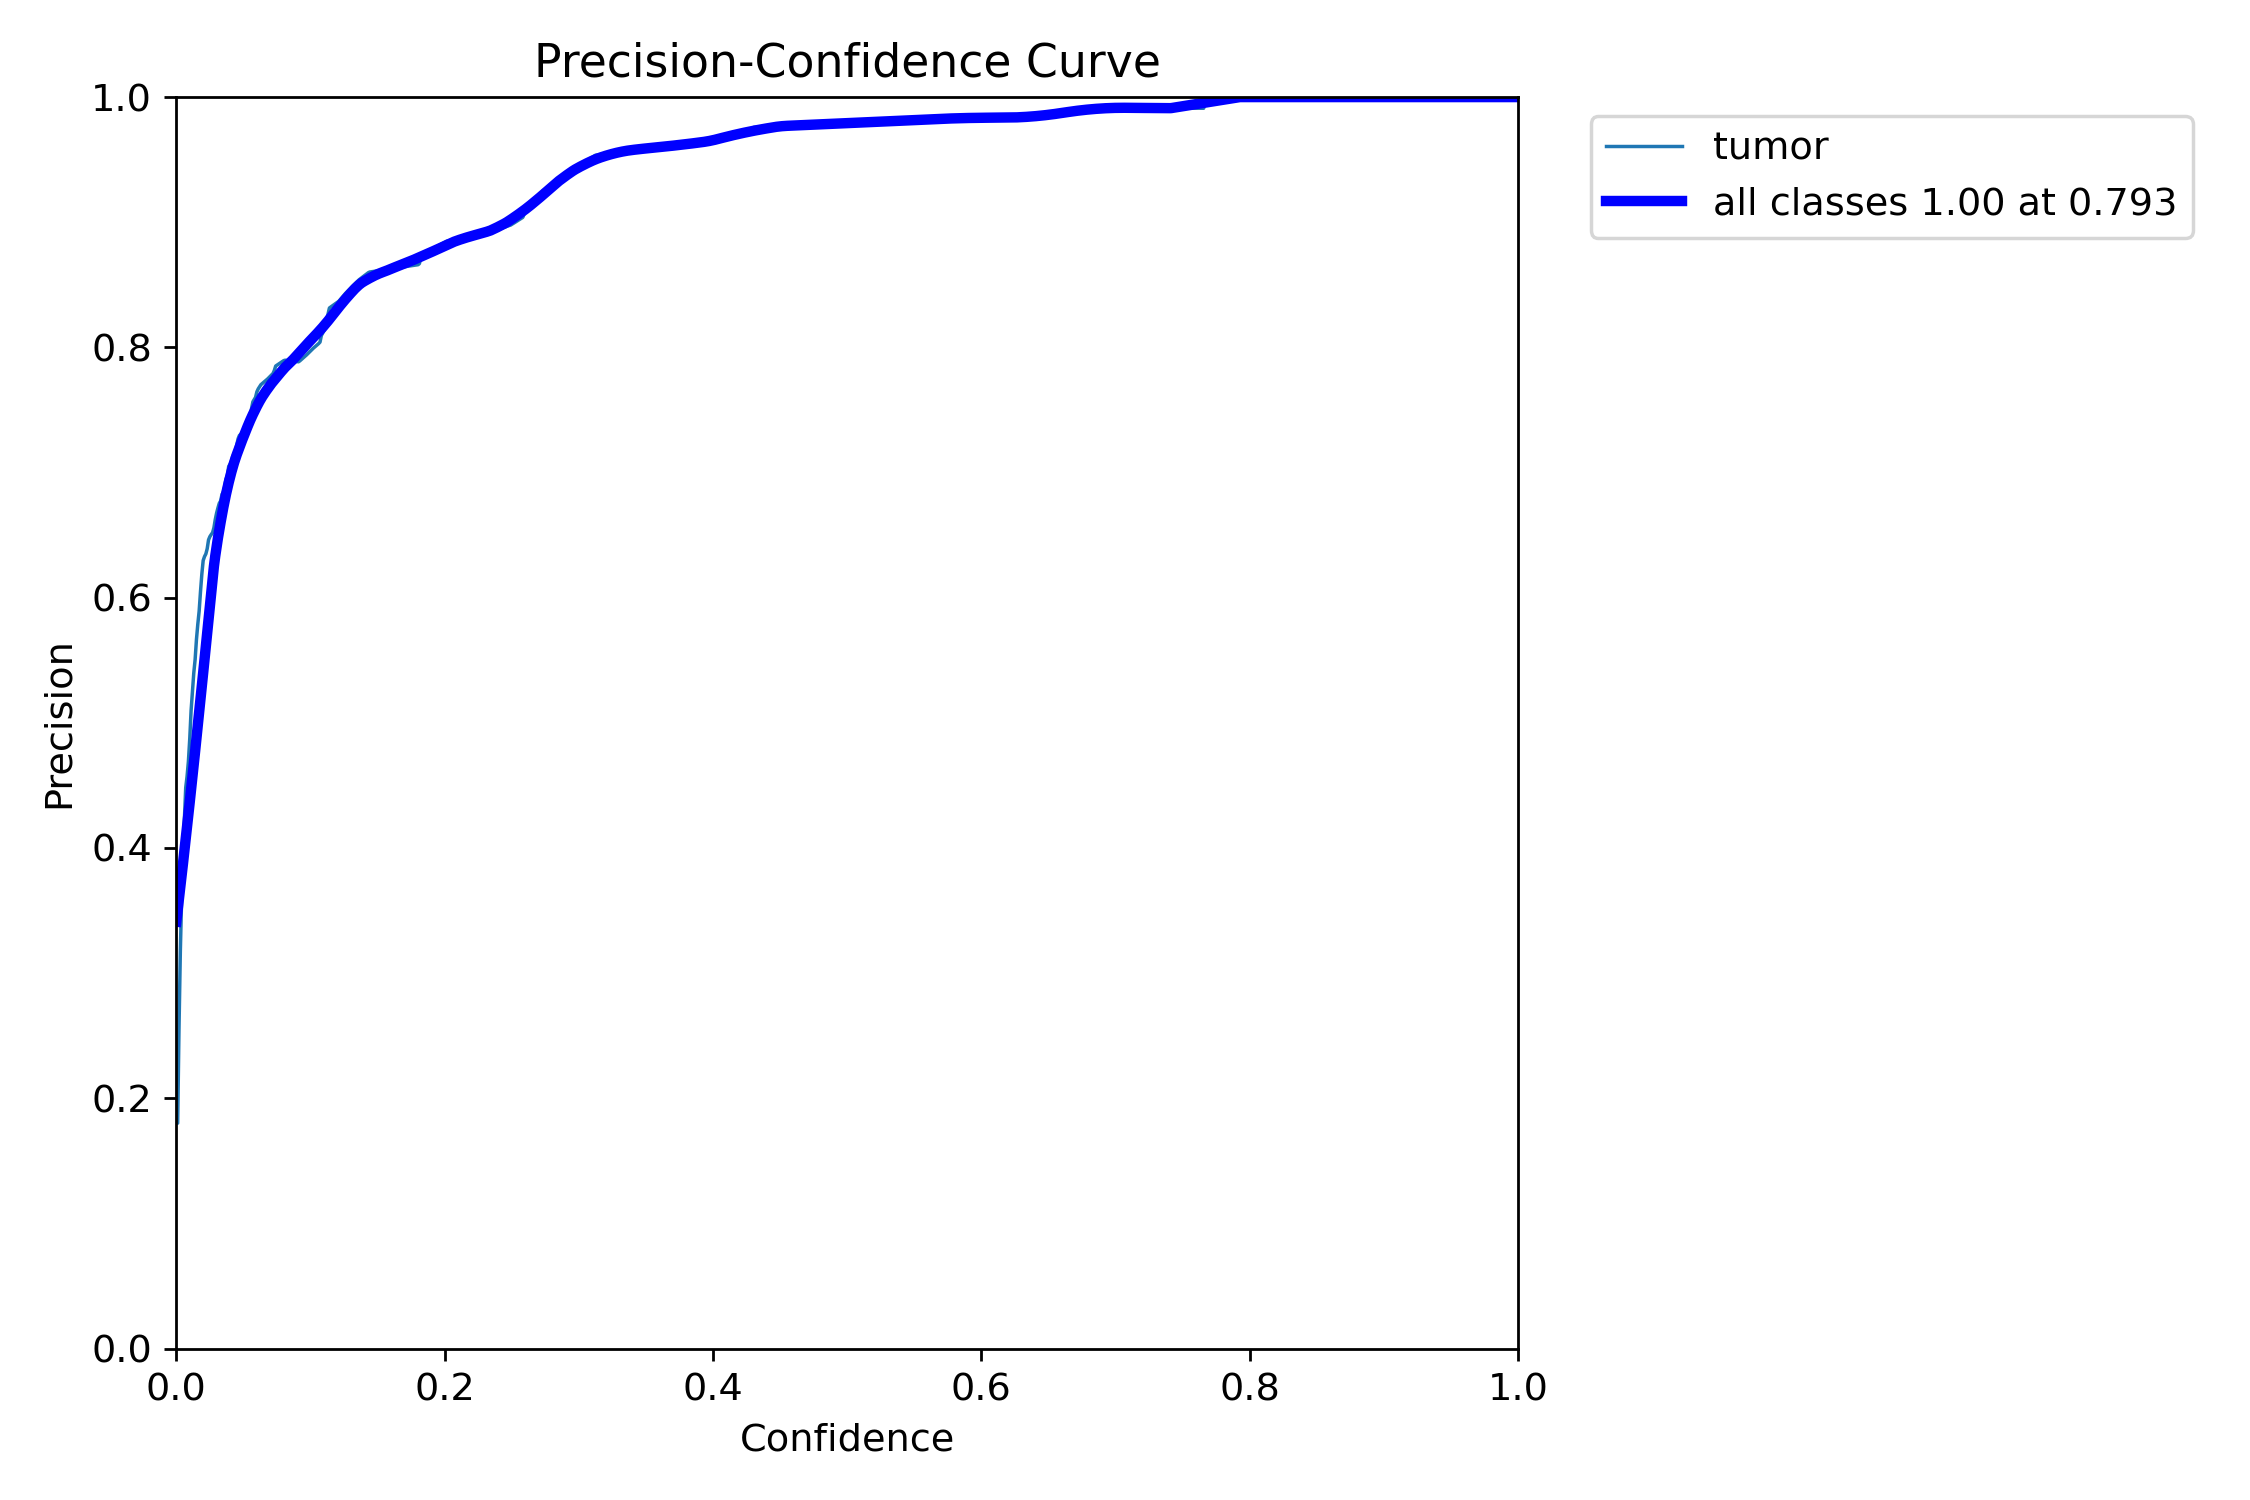 Precision-Confidence Curve
1.0
0.8
0.6
0.4
0.2
0.0
Precision
0.0 0.2 0.4 0.6 0.8 1.0
Confidence
tumor
all classes 1.00 at 0.793